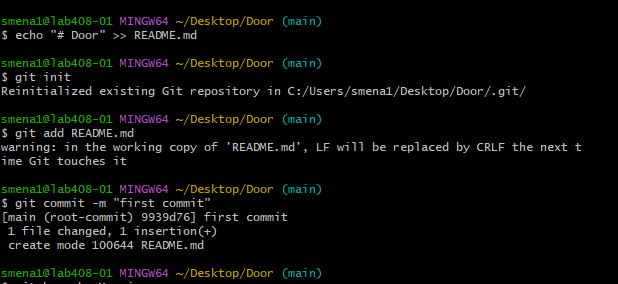 smena1@lab408-01 MINGW64 ~/Desktop/Door (main)
$ echo "# Door" >> README.md
smena1@lab408-01 MINGW64 ~/Desktop/Door (main)
$ git init
Reinitialized existing Git repository in C:/Users/smena1/Desktop/Door/.git/
smena1@lab408-01 MINGW64 ~/Desktop/Door (main)
$ git add README.md
warning: in the working copy of 'README.md', LF will be replaced by CRLF the next t
ime Git touches it
smena1@lab408-01 MINGW64 ~/Desktop/Door (main)
$ git commit -m "first commit"
[main (root-commit) 9939d76] first commit
 1 file changed, 1 insertion(+)
 create mode 100644 README.md
smena1@lab408-01 MINGW64 ~/Desktop/Door (main)